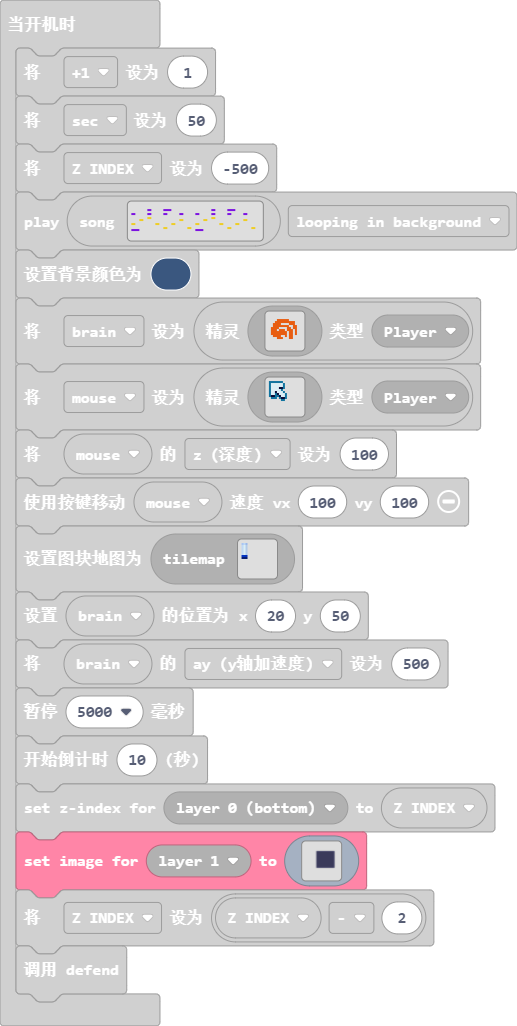 当开机时
将 +1 设为 1
将 sec 设为 50
将 Z INDEX 设为 -500
play song looping in background
设置背景颜色为
将 brain 设为 精灵 类型 Player
将 mouse 设为 精灵 类型 Player
将 mouse 的 z (深度) 设为 100
使用按键移动 mouse 速度 vx 100 vy 100
设置图块地图为 tilemap
设置 brain 的位置为 x 20 y 50
将 brain 的 ay (y轴加速度) 设为 500
暂停 5000 毫秒
开始倒计时 10 (秒)
set z-index for layer 0 (bottom) to Z INDEX
set image for layer 1 to
将 Z INDEX 设为 Z INDEX - 2
调用 defend